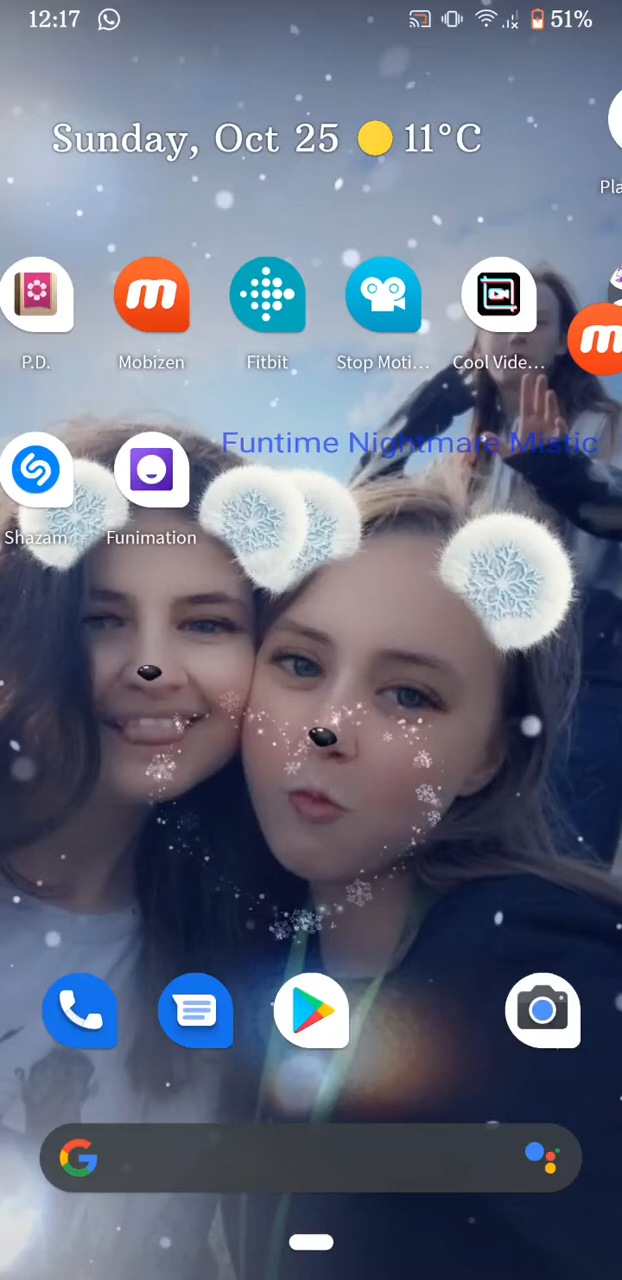 12:17 51%
Sunday, Oct 25 11°C
Pla
P.D. Mobizen Fitbit Stop Moti... Cool Vide...
Funtime Nightmare Mistic
Shazam Funimation